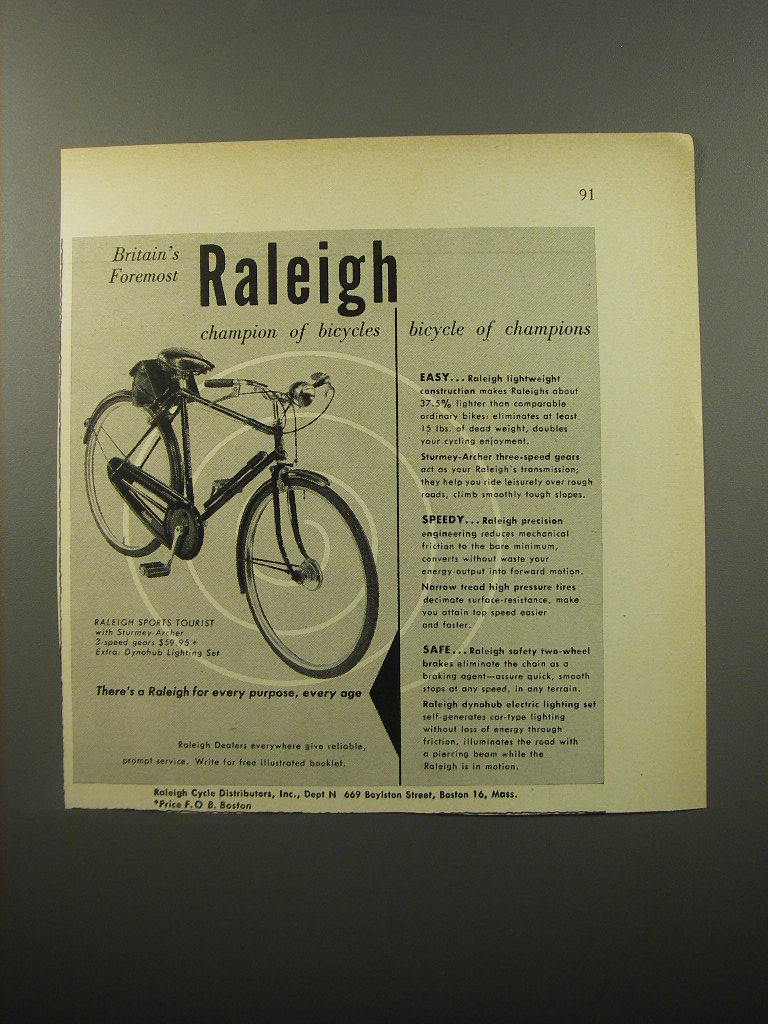 91
Britain's
Foremost
Raleigh
champion of bicycles
bicycle of champions
RALEIGH SPORTS TOURIST
with Sturmey-Archer
3-speed gears $59.95*
Extra: Dynohub Lighting Set
There's a Raleigh for every purpose, every age
Raleigh Dealers everywhere give reliable,
prompt service. Write for free illustrated booklet.
EASY... Raleigh lightweight
construction makes Raleighs about
37.5% lighter than comparable
ordinary bikes: eliminates at least
15 lbs. of dead weight, doubles
your cycling enjoyment.
Sturmey-Archer three-speed gears
act as your Raleigh's transmission;
they help you ride leisurely over rough
roads, climb smoothly tough slopes.
SPEEDY... Raleigh precision
engineering reduces mechanical
friction to the bare minimum,
converts without waste your
energy-output into forward motion.
Narrow tread high pressure tires
decimate surface-resistance, make
you attain top speed easier
and faster.
SAFE... Raleigh safety two-wheel
brakes eliminate the chain as a
braking agent—assure quick, smooth
stops at any speed, in any terrain.
Raleigh dynohub electric lighting set
self-generates car-type lighting
without loss of energy through
friction, illuminates the road with
a piercing beam while the
Raleigh is in motion.
Raleigh Cycle Distributors, Inc., Dept N 669 Boylston Street, Boston 16, Mass.
*Price F.O.B. Boston